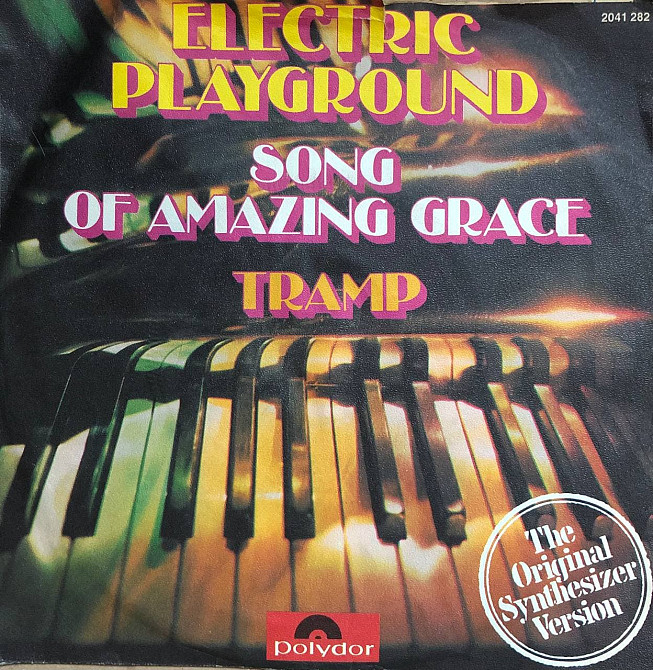 2041 282
ELECTRIC
PLAYGROUND
SONG
OF AMAZING GRACE
TRAMP
The
Original
Synthesizer
Version
polydor